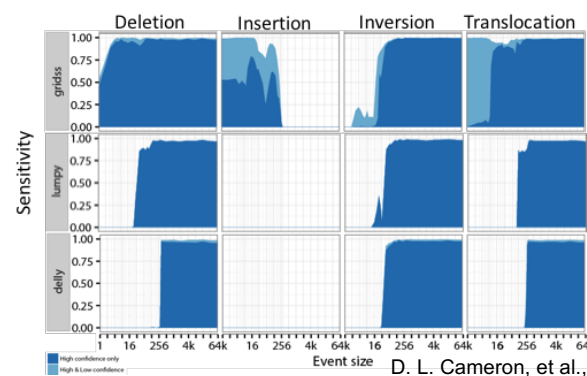 Deletion Insertion Inversion Translocation
Sensitivity
gridss
1.00
0.75
0.50
0.25
0.00
lumpy
1.00
0.75
0.50
0.25
0.00
delly
1.00
0.75
0.50
0.25
0.00
1 16 256 4k 64k 16 256 4k 64k 16 256 4k 64k 16 256 4k 64
Event size
High confidence only
High & Low confidence
D. L. Cameron, et al.,